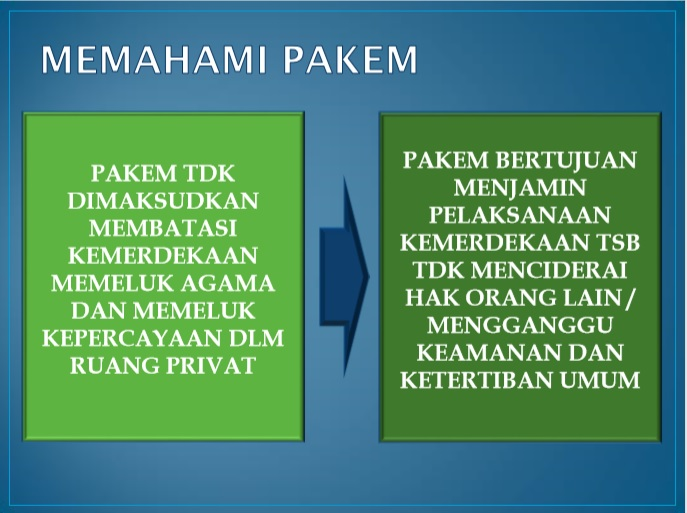 MEMAHAMI PAKEM
PAKEM TDK
DIMAKSUDKAN
MEMBATASI
KEMERDEKAAN
MEMELUK AGAMA
DAN MEMELUK
KEPERCAYAAN DLM
RUANG PRIVAT
PAKEM BERTUJUAN
MENJAMIN
PELAKSANAAN
KEMERDEKAAN TSB
TDK MENCIDERAI
HAK ORANG LAIN/
MENGGANGGU
KEAMANAN DAN
KETERTIBAN UMUM